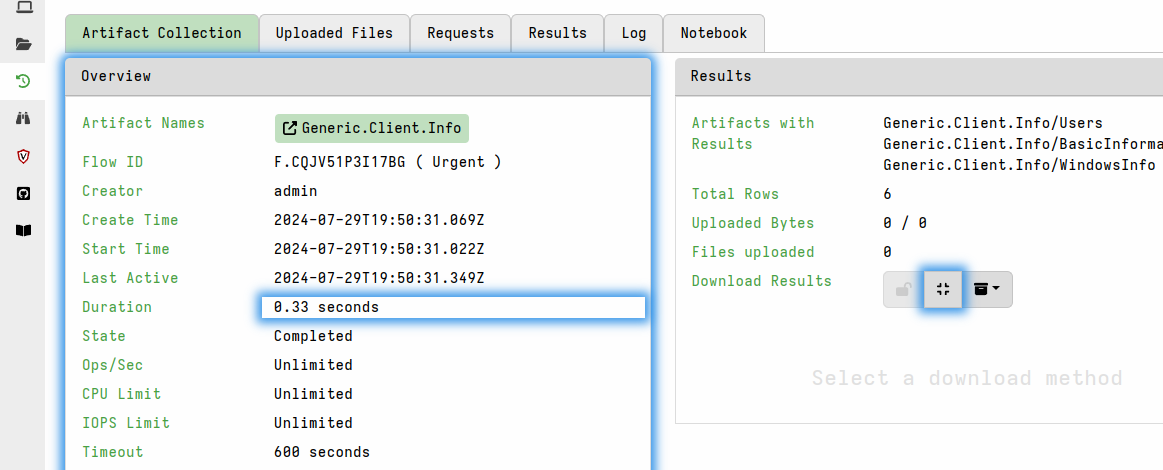 Artifact Collection
Uploaded Files
Requests
Results
Log
Notebook
Overview
Artifact Names Generic.Client.Info
Flow ID F.CQJV51P3I17BG ( Urgent )
Creator admin
Create Time 2024-07-29T19:50:31.069Z
Start Time 2024-07-29T19:50:31.022Z
Last Active 2024-07-29T19:50:31.349Z
Duration 0.33 seconds
State Completed
Ops/Sec Unlimited
CPU Limit Unlimited
IOPS Limit Unlimited
Timeout 600 seconds
Results
Artifacts with Generic.Client.Info/Users
Results Generic.Client.Info/BasicInforma
Generic.Client.Info/WindowsInfo
Total Rows 6
Uploaded Bytes 0 / 0
Files uploaded 0
Download Results
Select a download method